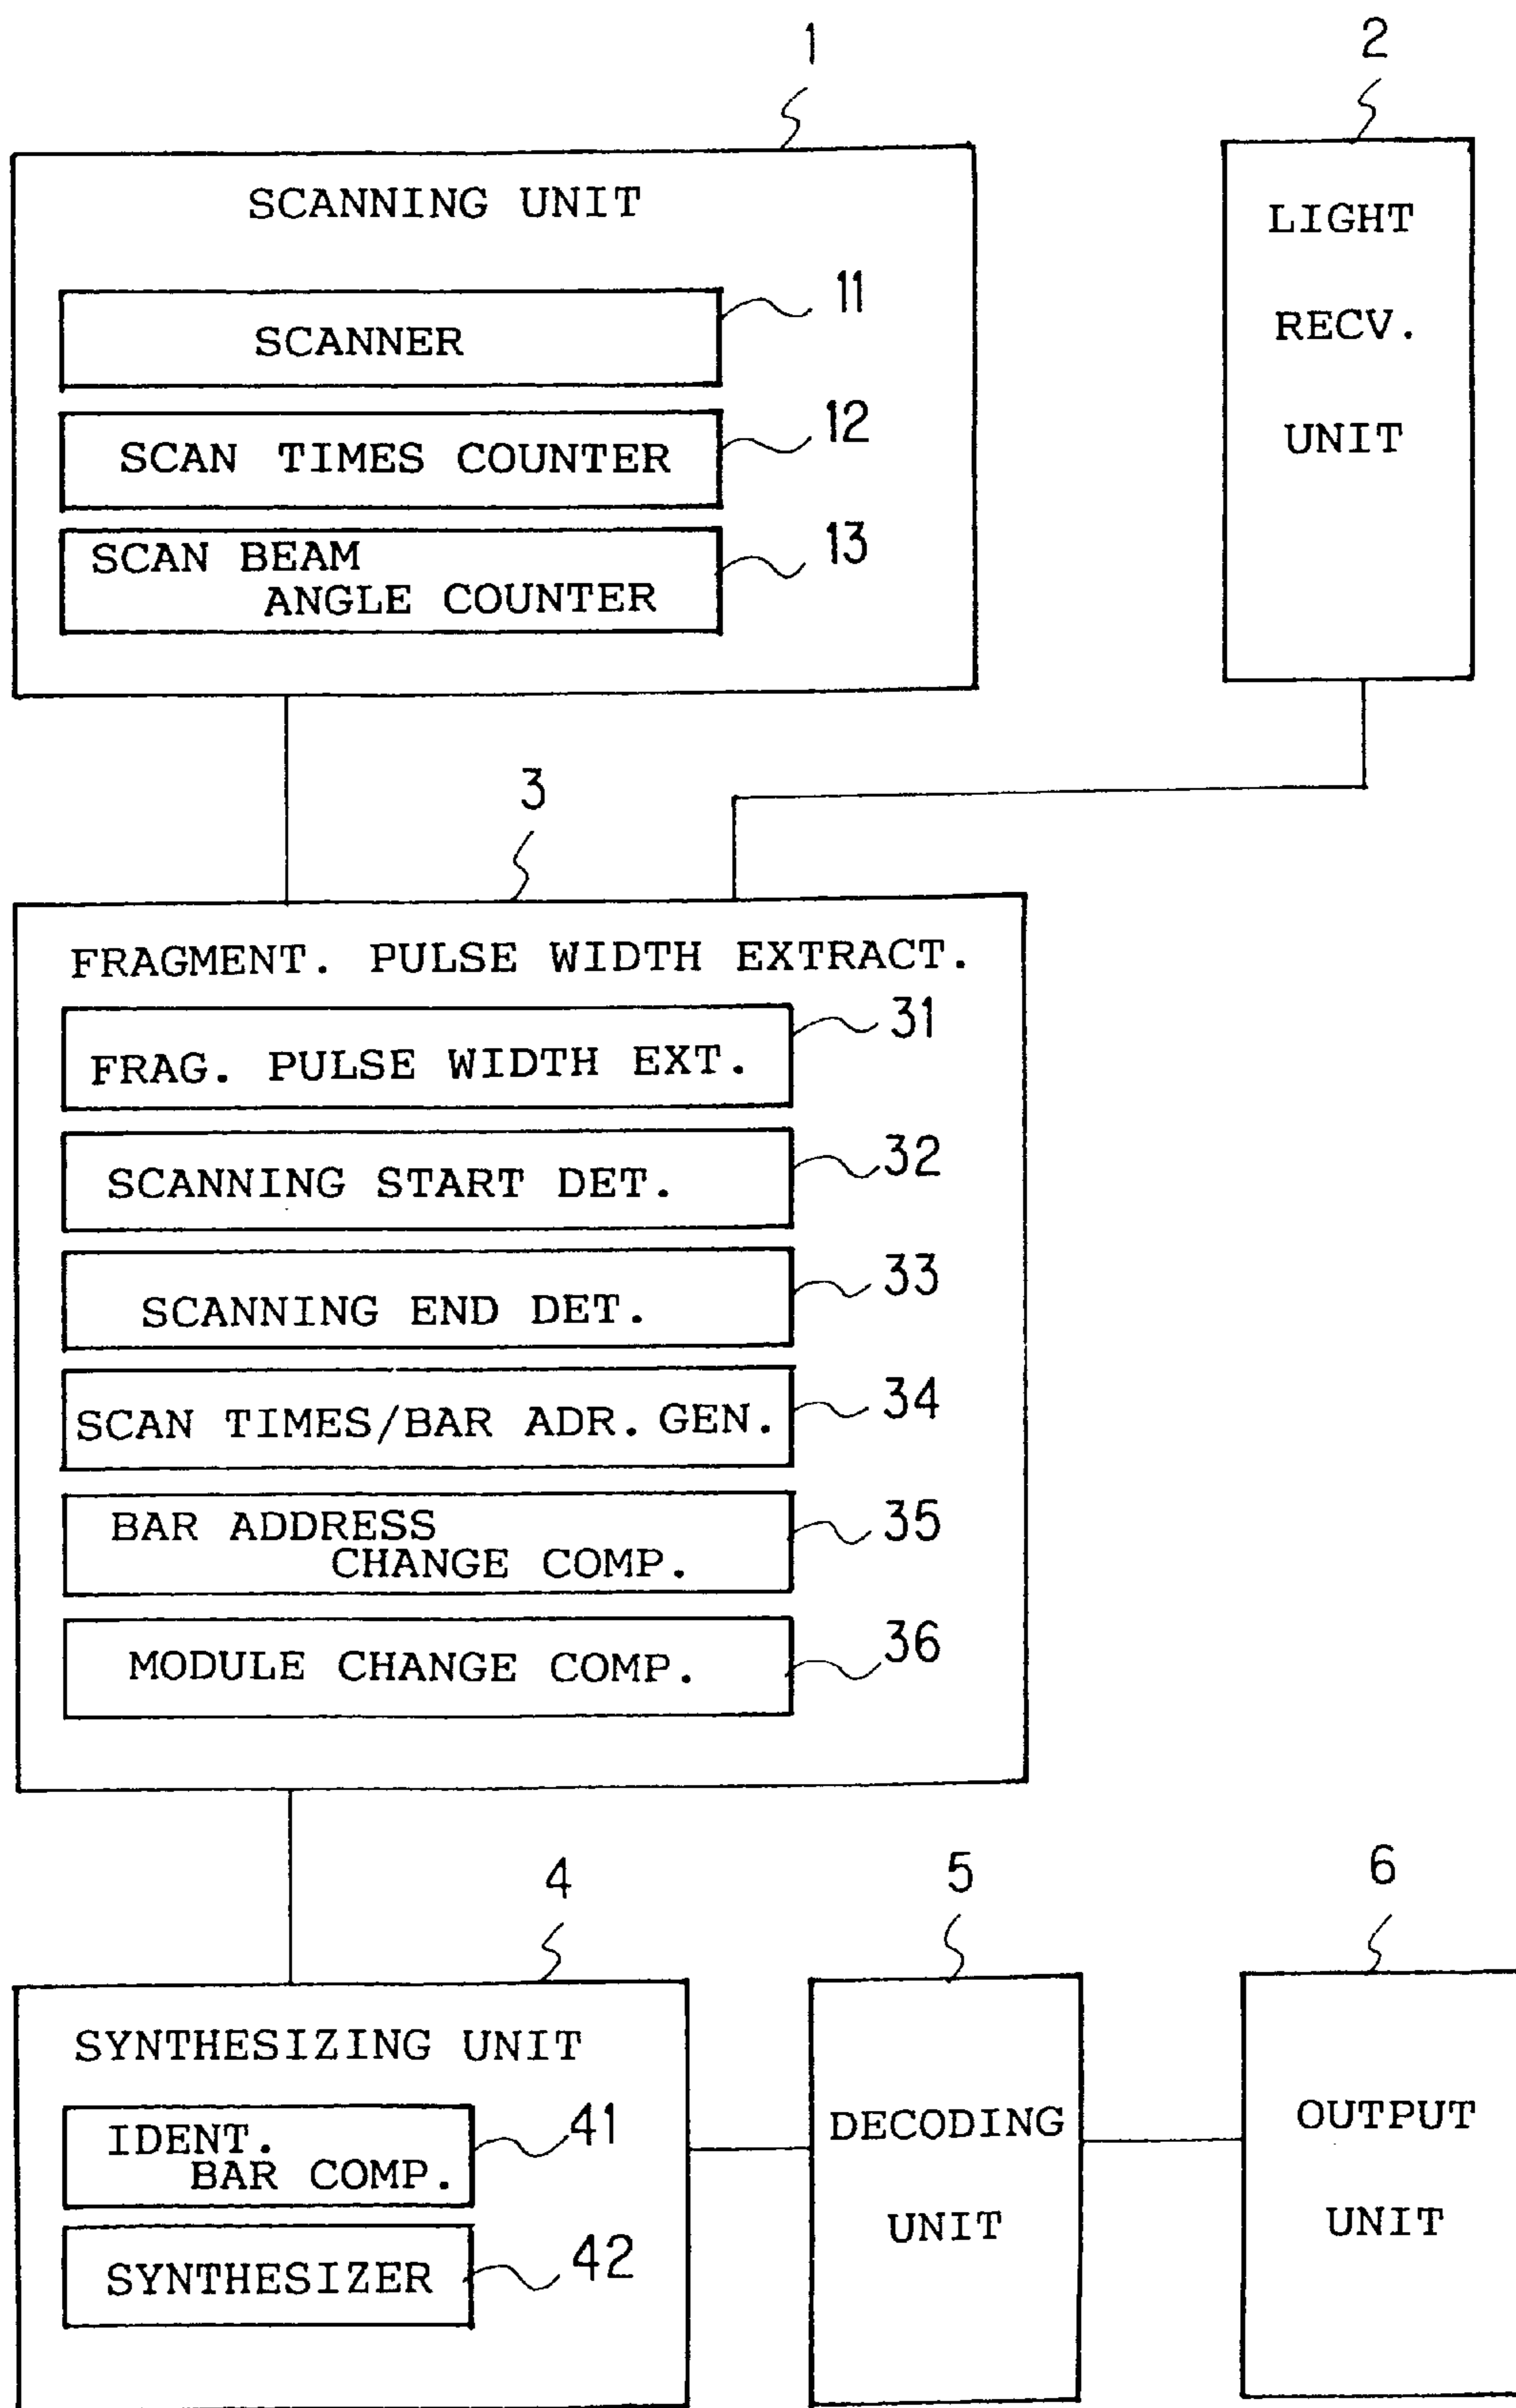 1
2
SCANNING UNIT
SCANNER
11
SCAN TIMES COUNTER
12
SCAN BEAM
ANGLE COUNTER
13
LIGHT
RECV.
UNIT
3
FRAGMENT. PULSE WIDTH EXTRACT.
FRAG. PULSE WIDTH EXT.
31
SCANNING START DET.
32
SCANNING END DET.
33
SCAN TIMES/BAR ADR. GEN.
34
BAR ADDRESS
CHANGE COMP.
35
MODULE CHANGE COMP.
36
4
5
6
SYNTHESIZING UNIT
IDENT.
BAR COMP.
41
SYNTHESIZER
42
DECODING
UNIT
OUTPUT
UNIT